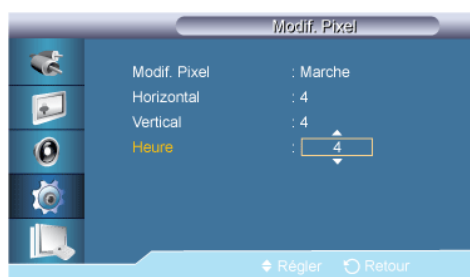 Modif. Pixel
Modif. Pixel : Marche
Horizontal : 4
Vertical : 4
Heure : 4
Régler Retour